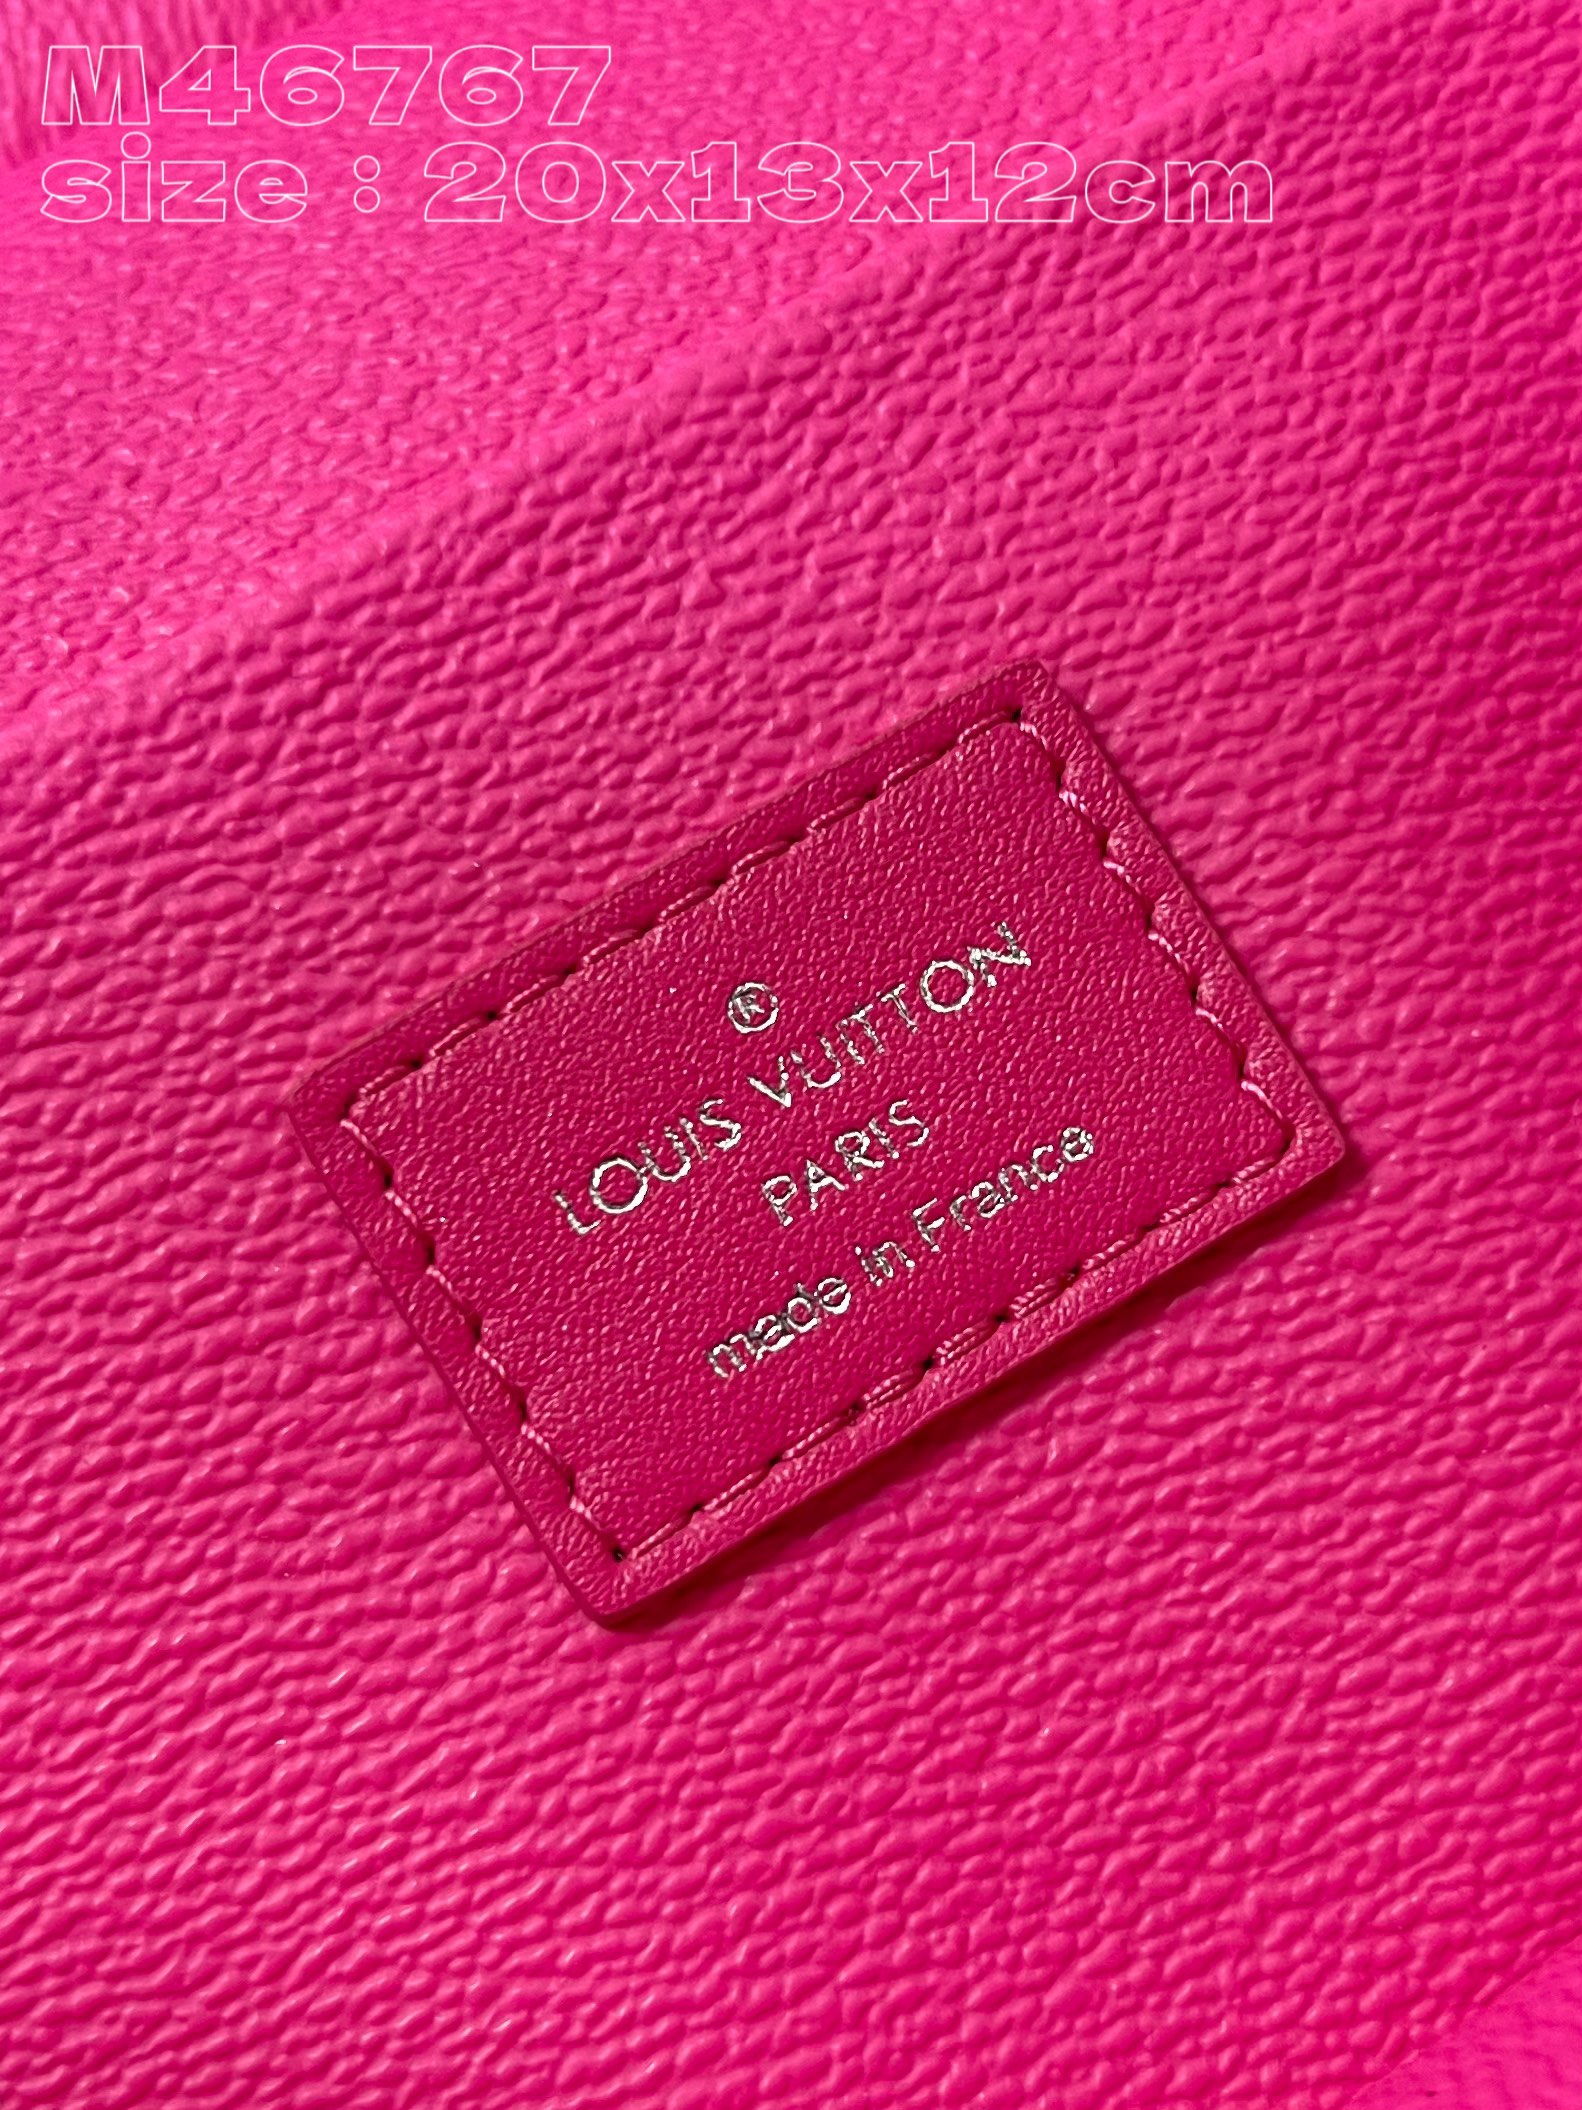 M46767
size : 20x13x12cm
®
LOUIS VUITTON
PARIS
made in France